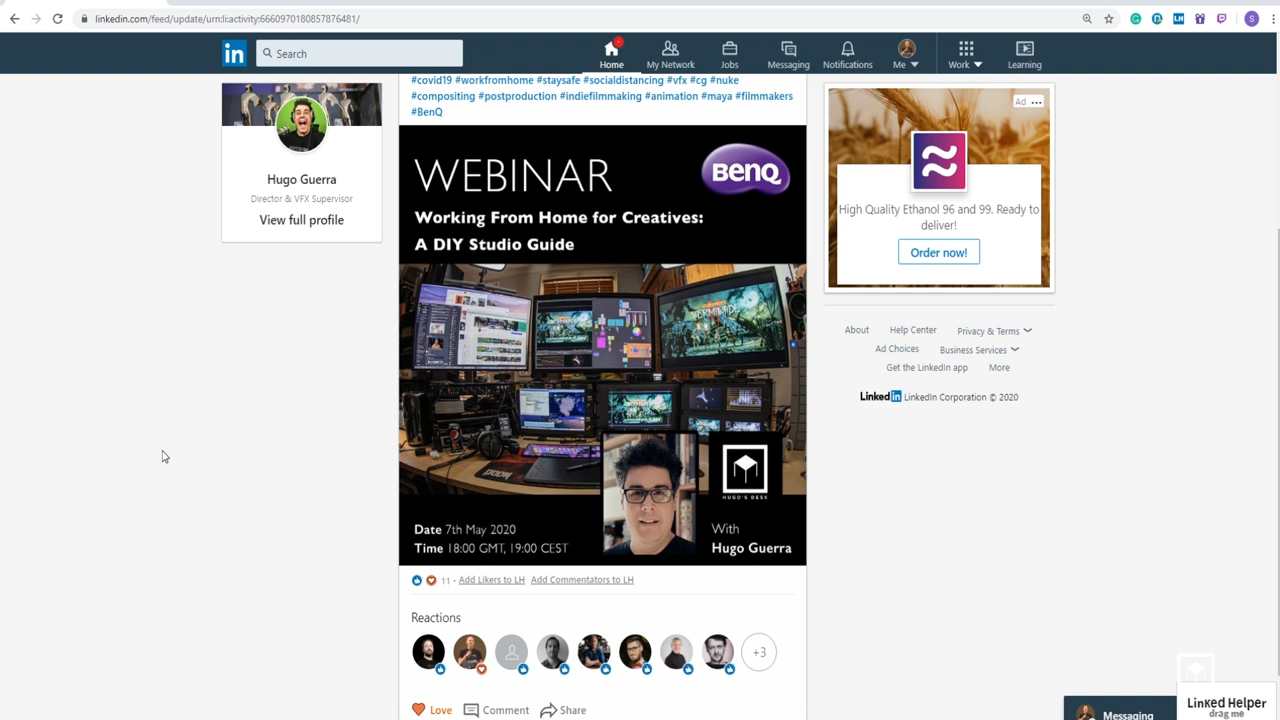 linkedin.com/feed/update/urn:li:activity:6660970180857876481/
S
in
Search
Home
My Network
Jobs
Messaging
Notifications
Me
Work
Learning
#covid19 #workfromhome #staysafe #socialdistancing #vfx #cg #nuke
#compositing #postproduction #indiefilmmaking #animation #maya #filmmakers
#BenQ
Hugo Guerra
Director & VFX Supervisor
View full profile
WEBINAR
BenQ
Working From Home for Creatives:
A DIY Studio Guide
DOOM
HUGO'S DESK
Date 7th May 2020
Time 18:00 GMT, 19:00 CEST
With
Hugo Guerra
11 · Add Likers to LH Add Commentators to LH
Reactions
+3
Love
Comment
Share
Ad
High Quality Ethanol 96 and 99. Ready to
deliver!
Order now!
About
Help Center
Privacy & Terms
Ad Choices
Business Services
Get the LinkedIn app
More
LinkedIn LinkedIn Corporation © 2020
Messaging
Linked Helper
drag me